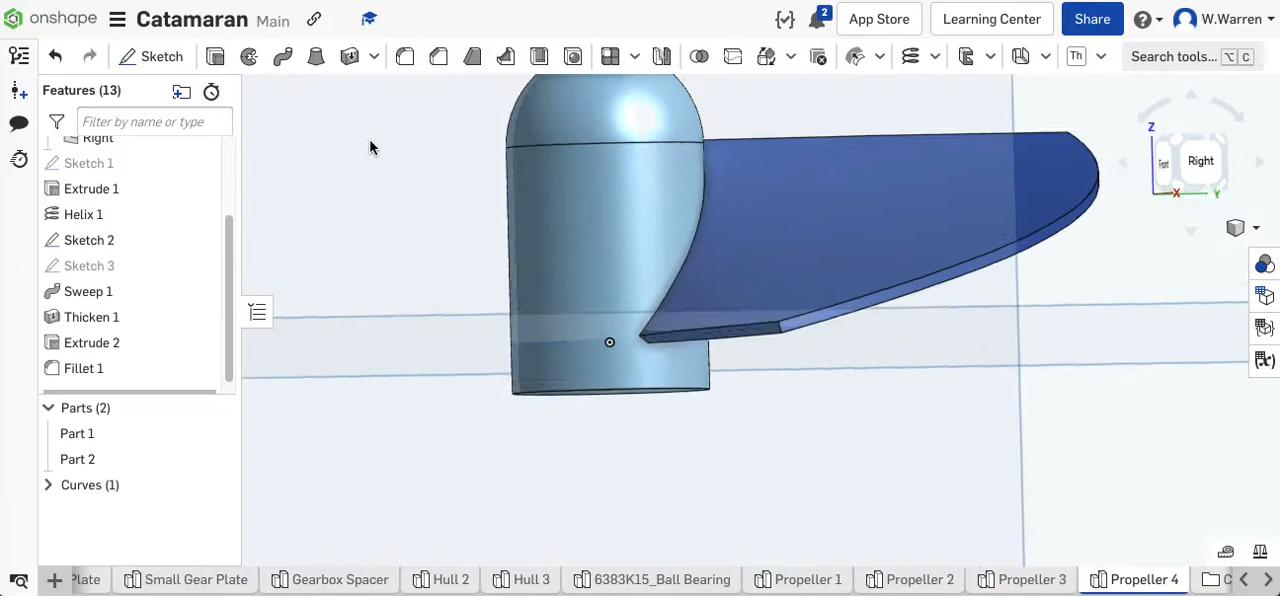 onshape Catamaran Main 2 App Store Learning Center Share W.Warren
Sketch Th Search tools... ⌥ C
Features (13)
Filter by name or type
Right
Sketch 1
Extrude 1
Helix 1
Sketch 2
Sketch 3
Sweep 1
Thicken 1
Extrude 2
Fillet 1
Parts (2)
Part 1
Part 2
Curves (1)
Z
Front Right
X Y
Plate Small Gear Plate Gearbox Spacer Hull 2 Hull 3 6383K15_Ball Bearing Propeller 1 Propeller 2 Propeller 3 Propeller 4 C